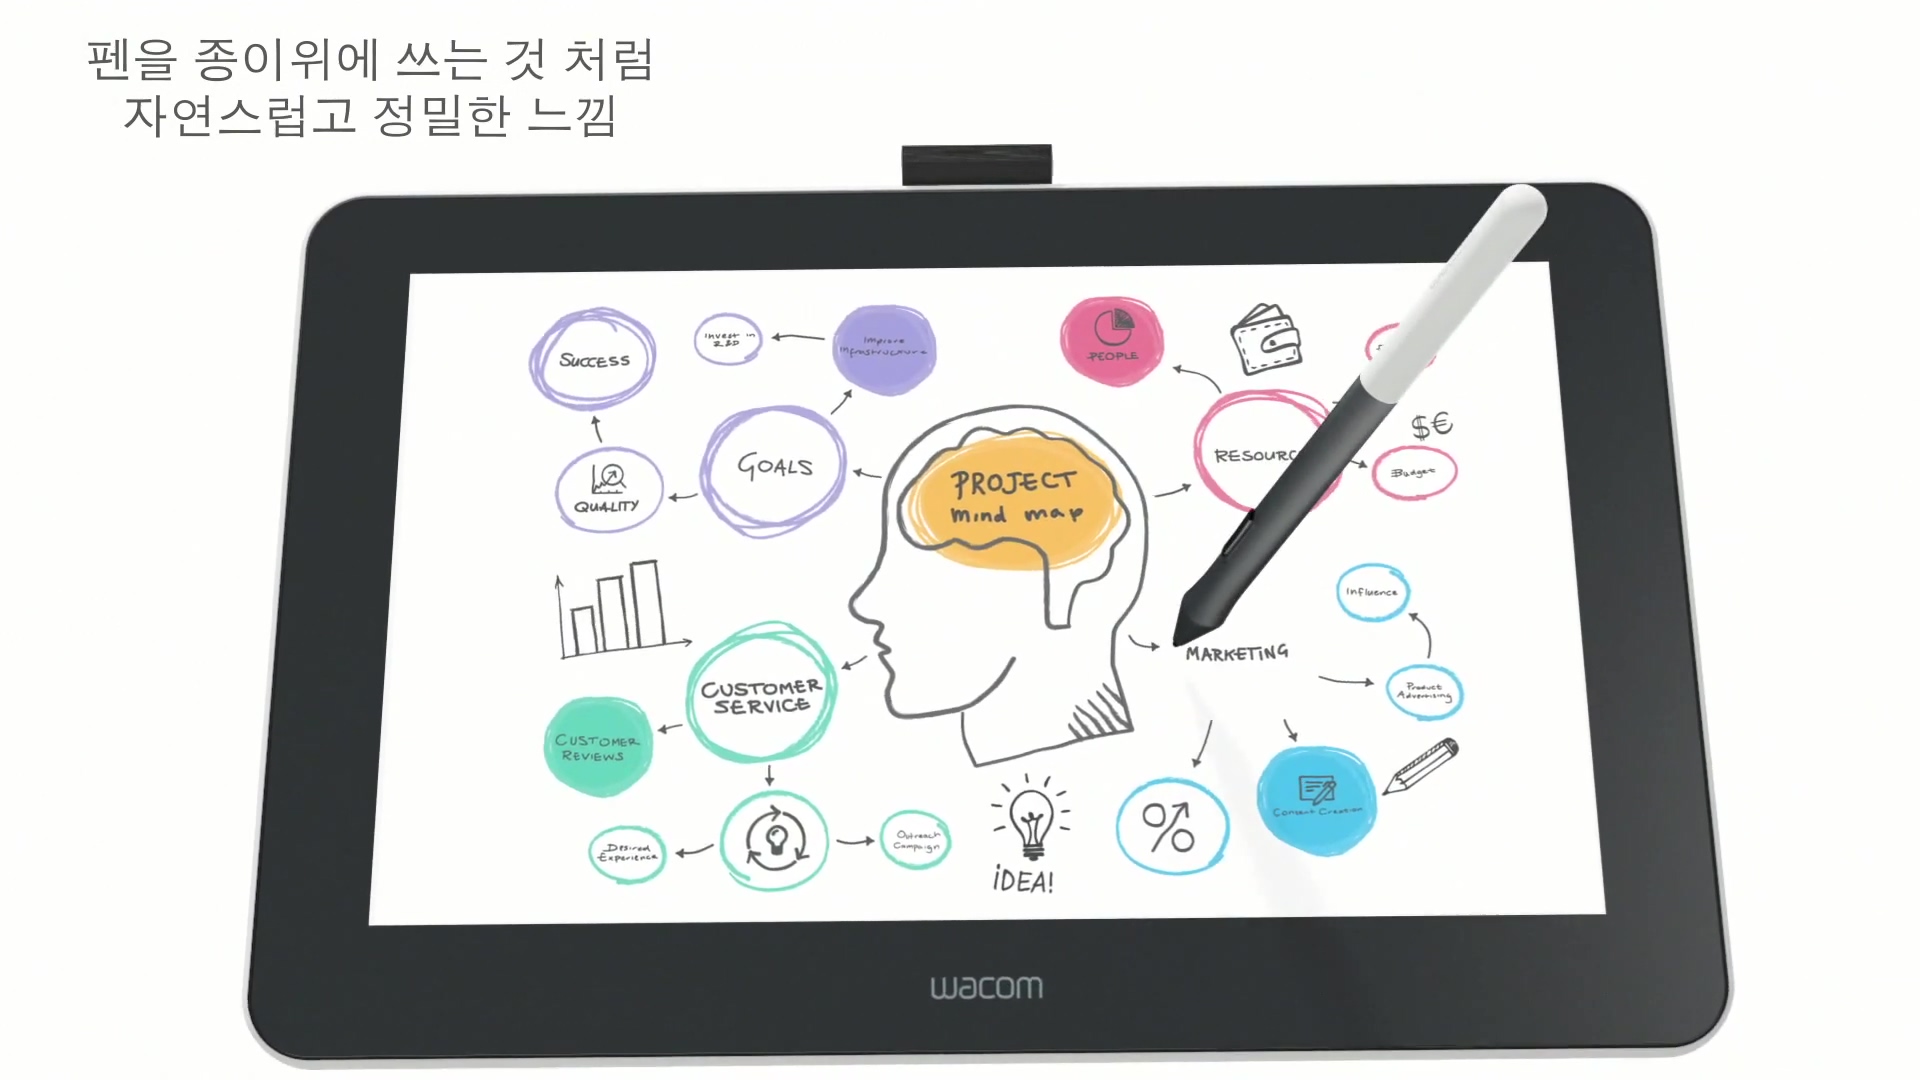 펜을 종이위에 쓰는 것 처럼
자연스럽고 정밀한 느낌
SUCCESS
Invest in
R&D
Improve
Infrastructure
PEOPLE
GOALS
QUALITY
PROJECT
mind map
RESOURC
$€
Budget
Influence
MARKETING
Product
Advertising
CUSTOMER
SERVICE
CUSTOMER
REVIEWS
Desired
Experience
Outreach
Campaign
iDEA!
%
Content Creation
wacom